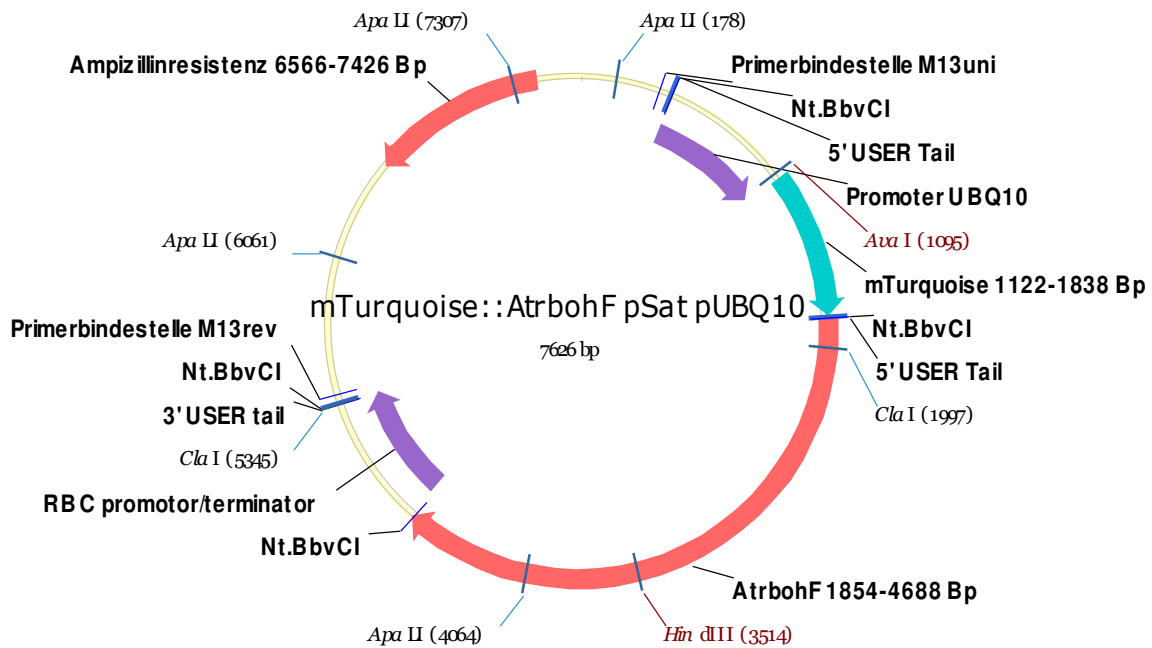 Apa LI (7307)
Apa LI (178)
Ampizillinresistenz 6566-7426 Bp
Primerbindestelle M13uni
Nt.BbvCI
5' USER Tail
Promoter UBQ10
Ava I (1095)
Apa LI (6061)
mTurquoise 1122-1838 Bp
mTurquoise::AtrbohF pSat pUBQ10
7626 bp
Primerbindestelle M13rev
Nt.BbvCI
Nt.BbvCI
5' USER Tail
3' USER tail
Cla I (1997)
Cla I (5345)
RBC promotor/terminator
Nt.BbvCI
AtrbohF 1854-4688 Bp
Apa LI (4064)
Hin dIII (3514)